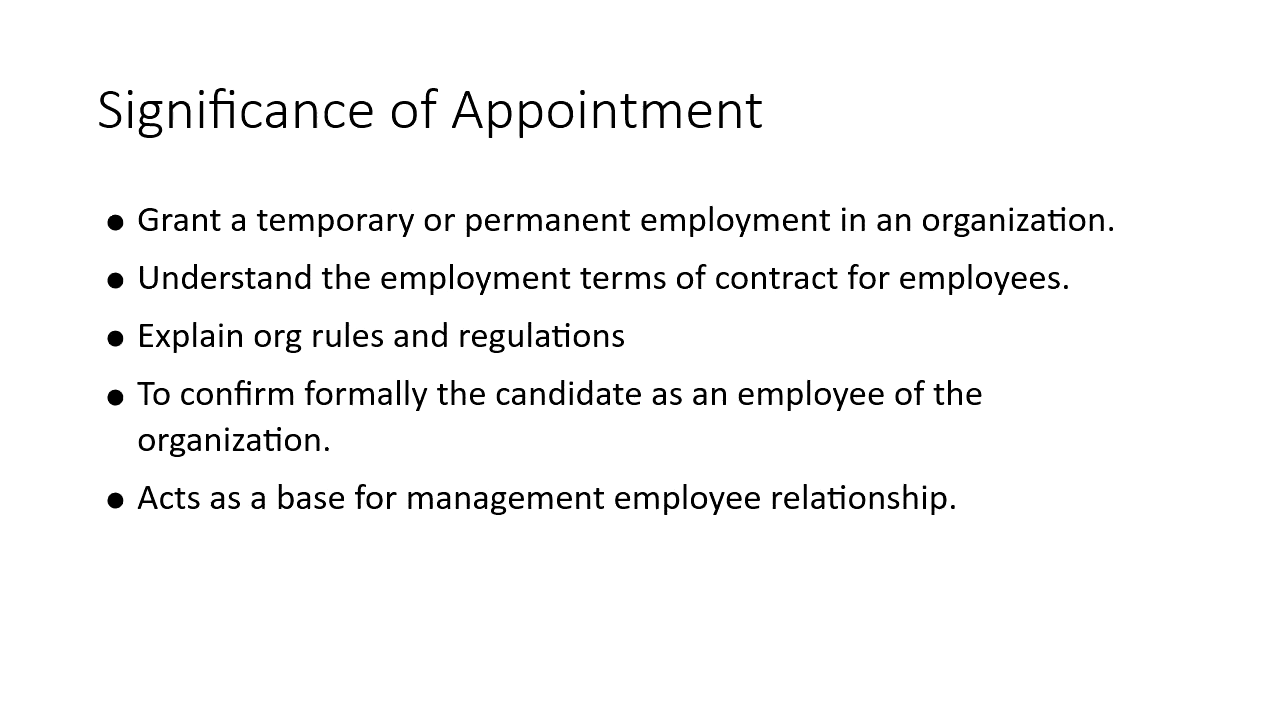 Significance of Appointment
● Grant a temporary or permanent employment in an organization.
● Understand the employment terms of contract for employees.
● Explain org rules and regulations
● To confirm formally the candidate as an employee of the
organization.
● Acts as a base for management employee relationship.